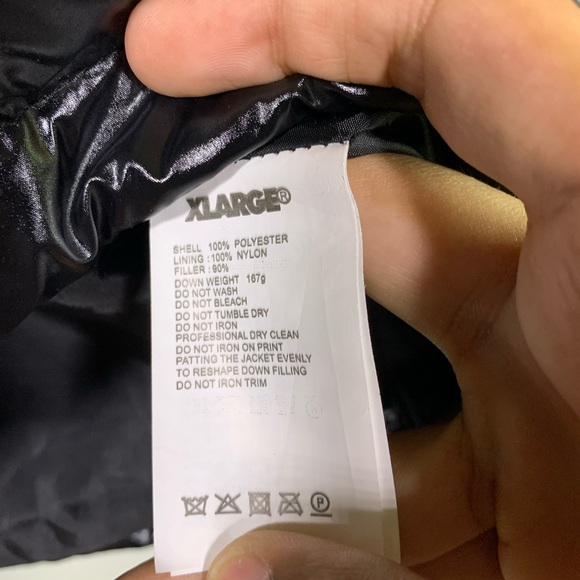 XLARGE®
SHELL 100% POLYESTER
LINING :100% NYLON
FILLER :90%
DOWN WEIGHT 167g
DO NOT WASH
DO NOT BLEACH
DO NOT TUMBLE DRY
DO NOT IRON
PROFESSIONAL DRY CLEAN
DO NOT IRON ON PRINT
PATTING THE JACKET EVENLY
TO RESHAPE DOWN FILLING
DO NOT IRON TRIM
P